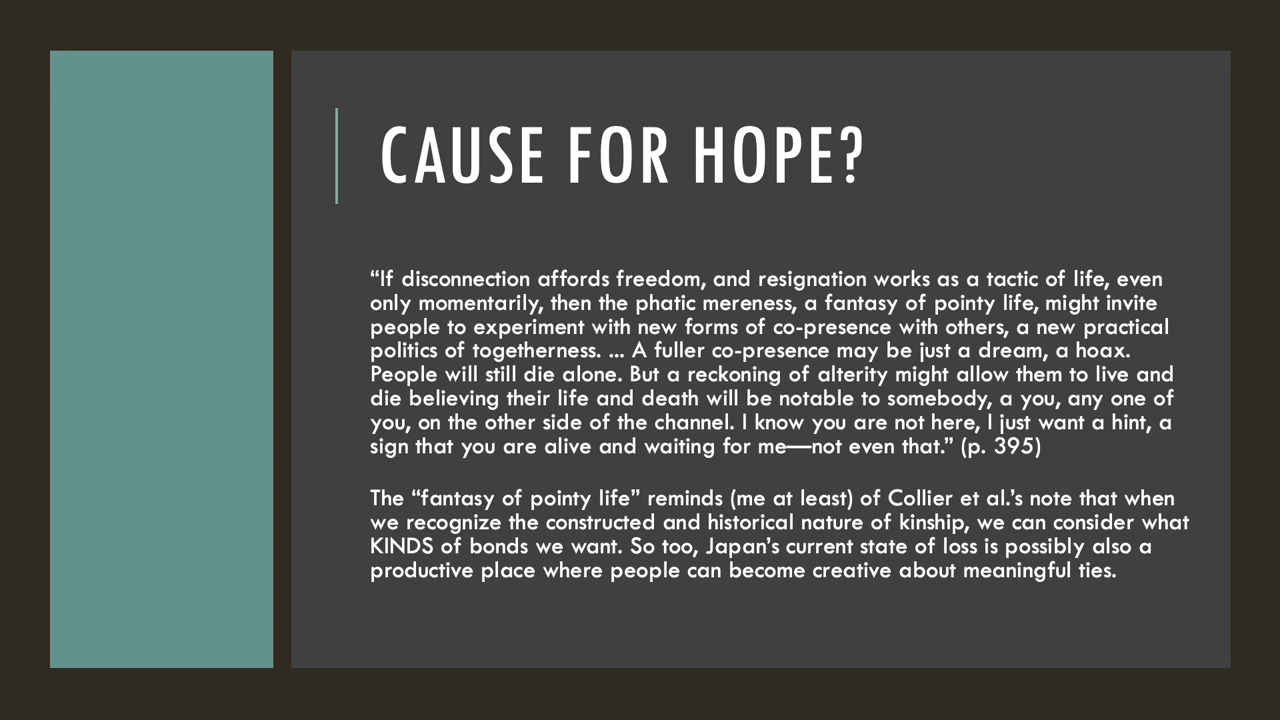 CAUSE FOR HOPE?
“If disconnection affords freedom, and resignation works as a tactic of life, even
only momentarily, then the phatic mereness, a fantasy of pointy life, might invite
people to experiment with new forms of co-presence with others, a new practical
politics of togetherness. ... A fuller co-presence may be just a dream, a hoax.
People will still die alone. But a reckoning of alterity might allow them to live and
die believing their life and death will be notable to somebody, a you, any one of
you, on the other side of the channel. I know you are not here, I just want a hint, a
sign that you are alive and waiting for me—not even that.” (p. 395)
The “fantasy of pointy life” reminds (me at least) of Collier et al.’s note that when
we recognize the constructed and historical nature of kinship, we can consider what
KINDS of bonds we want. So too, Japan’s current state of loss is possibly also a
productive place where people can become creative about meaningful ties.